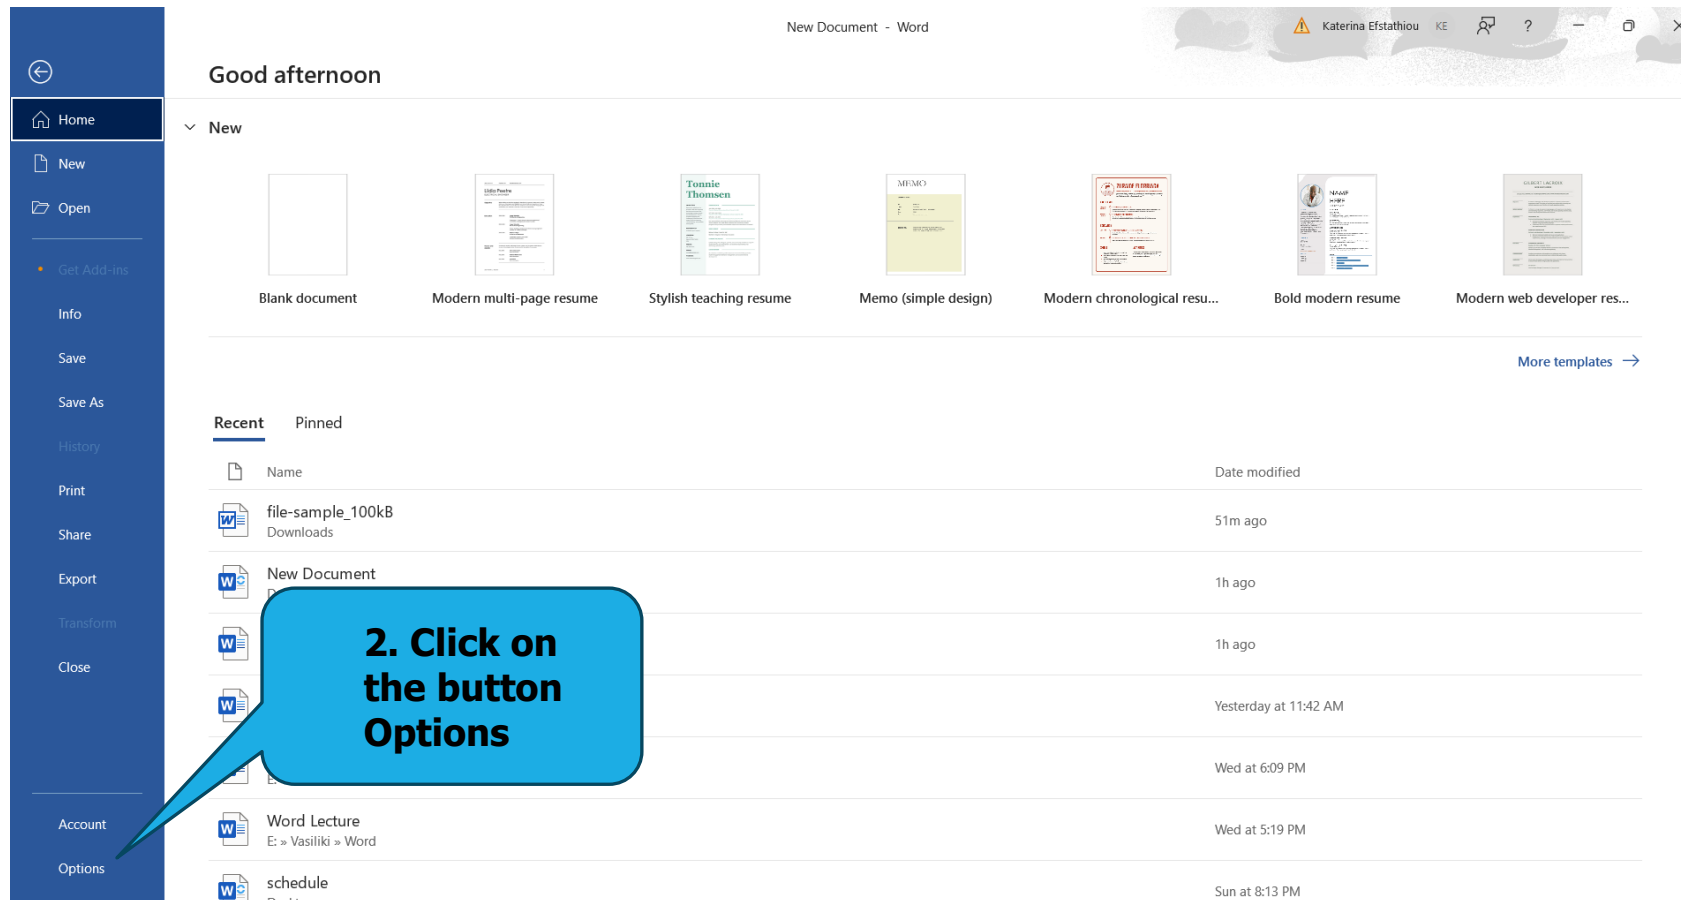 New Document - Word
Katerina Efstathiou KE
?
Good afternoon
Home
New
Open
Get Add-ins
Info
Save
Save As
History
Print
Share
Export
Transform
Close
Account
Options
New
Tonnie
Thomsen
MEMO
NAME
HERE
Blank document
Modern multi-page resume
Stylish teaching resume
Memo (simple design)
Modern chronological resu...
Bold modern resume
Modern web developer res...
More templates
Recent Pinned
Name Date modified
file-sample_100kB
Downloads
51m ago
New Document
1h ago
1h ago
Yesterday at 11:42 AM
Wed at 6:09 PM
Word Lecture
E: » Vasiliki » Word
Wed at 5:19 PM
schedule
Sun at 8:13 PM
2. Click on
the button
Options